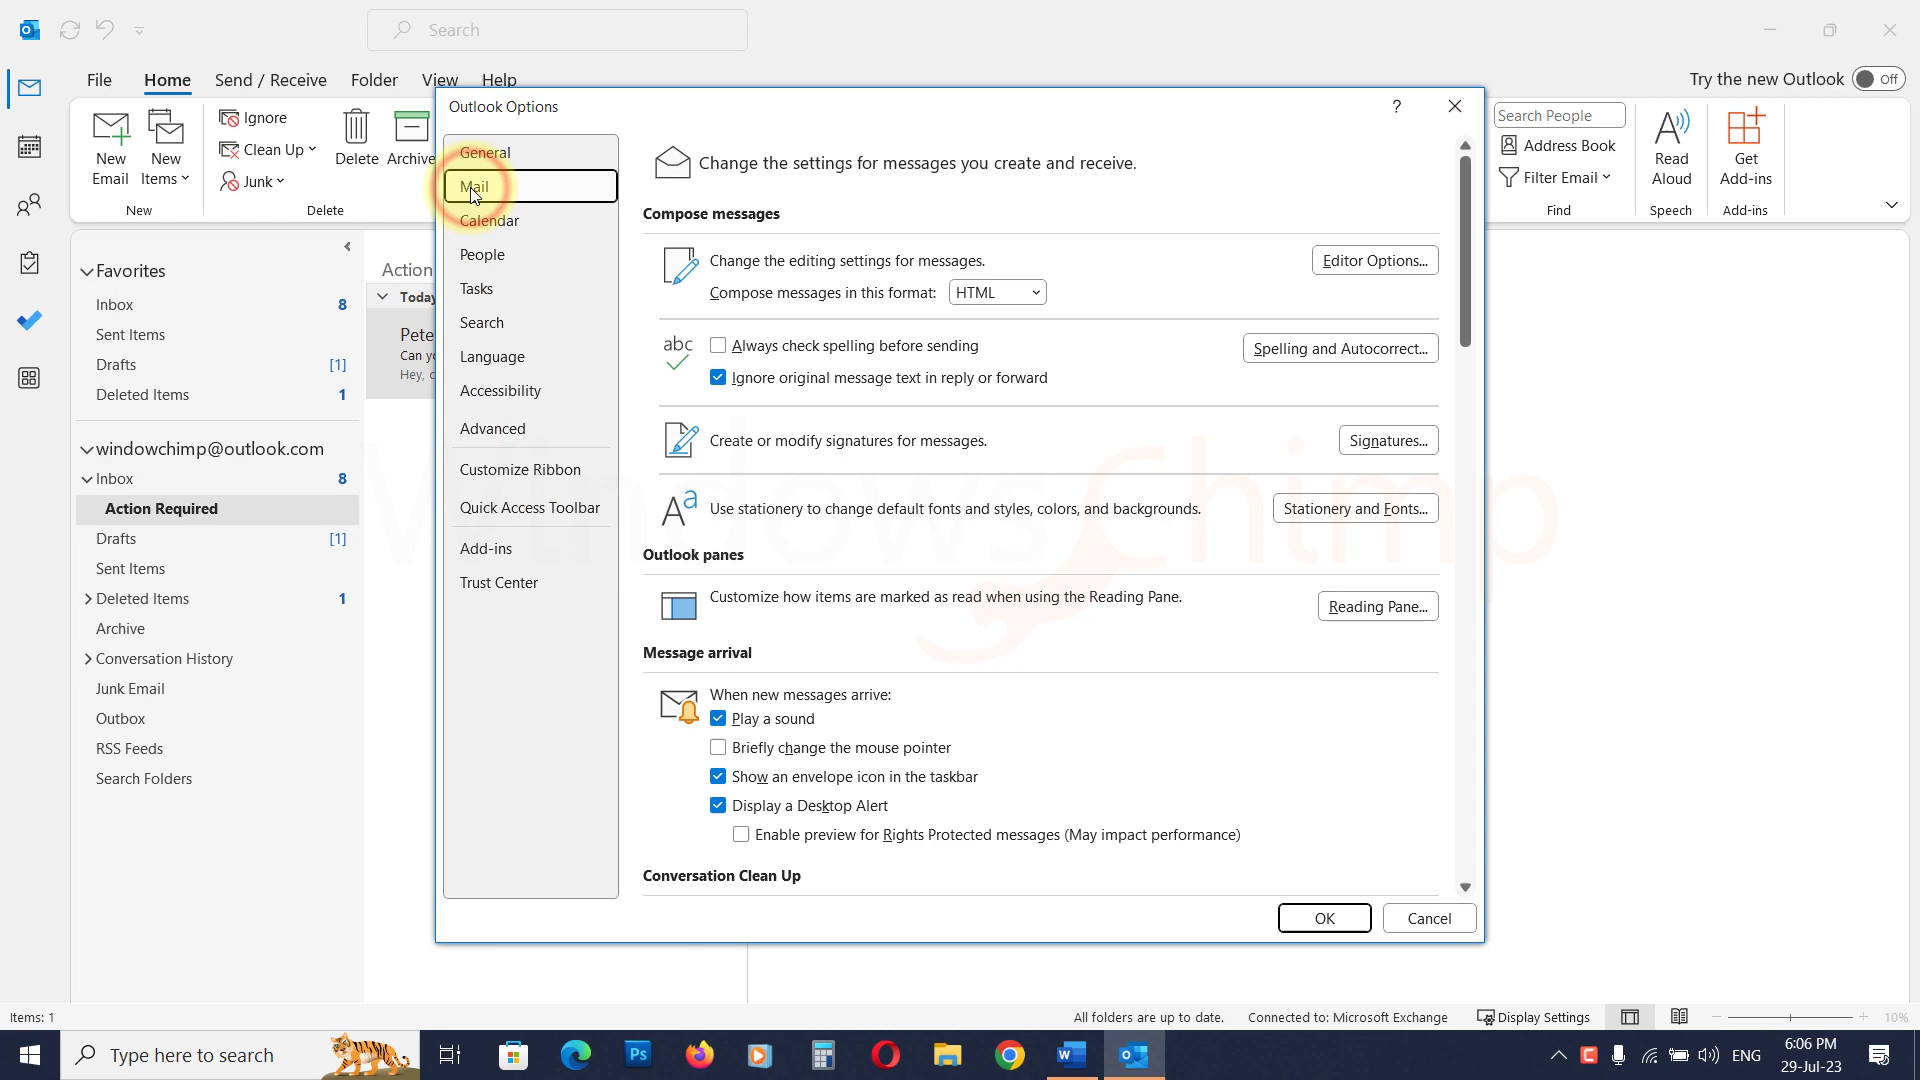 Search
File
Home
Send / Receive
Folder
View
Help
Try the new Outlook
Off
New
Email
New
Items
New
Ignore
Clean Up
Junk
Delete
Archive
Delete
Search People
Address Book
Filter Email
Find
Read
Aloud
Speech
Get
Add-ins
Add-ins
Outlook Options
?
General
Mail
Calendar
People
Tasks
Search
Language
Accessibility
Advanced
Customize Ribbon
Quick Access Toolbar
Add-ins
Trust Center
Change the settings for messages you create and receive.
Compose messages
Change the editing settings for messages.
Editor Options...
Compose messages in this format:
HTML
abc
Always check spelling before sending
Spelling and Autocorrect...
Ignore original message text in reply or forward
Create or modify signatures for messages.
Signatures...
Use stationery to change default fonts and styles, colors, and backgrounds.
Stationery and Fonts...
Outlook panes
Customize how items are marked as read when using the Reading Pane.
Reading Pane...
Message arrival
When new messages arrive:
Play a sound
Briefly change the mouse pointer
Show an envelope icon in the taskbar
Display a Desktop Alert
Enable preview for Rights Protected messages (May impact performance)
Conversation Clean Up
OK
Cancel
Favorites
Inbox 8
Sent Items
Drafts [1]
Deleted Items 1
windowchimp@outlook.com
Inbox 8
Action Required
Drafts [1]
Sent Items
Deleted Items 1
Archive
Conversation History
Junk Email
Outbox
RSS Feeds
Search Folders
Action
Today
Pete
Can yo
Hey, c
WindowsChimp
Items: 1
All folders are up to date.
Connected to: Microsoft Exchange
Display Settings
10%
Type here to search
Ps
ENG
6:06 PM
29-Jul-23